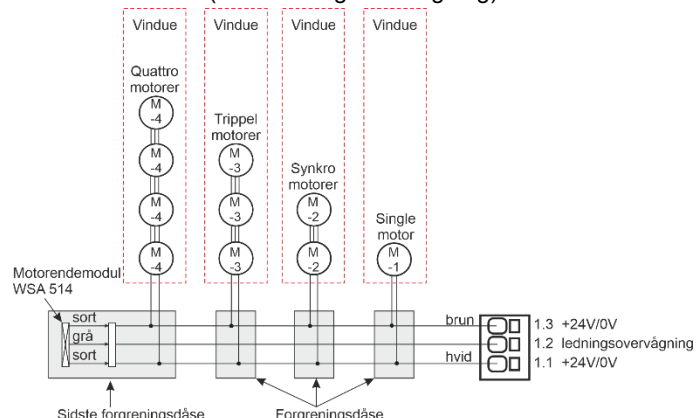 Vindue
Vindue
Vindue
Vindue
Quattro
motorer
M
-4
M
-4
M
-4
M
-4
Trippel
motorer
M
-3
M
-3
M
-3
Synkro
motorer
M
-2
M
-2
Single
motor
M
-1
Motorendemodul
WSA 514
sort
grå
sort
brun
hvid
1.3 +24V/0V
1.2 ledningsovervågning
1.1 +24V/0V
Sidste forgreningsdåse
Forgreningsdåse